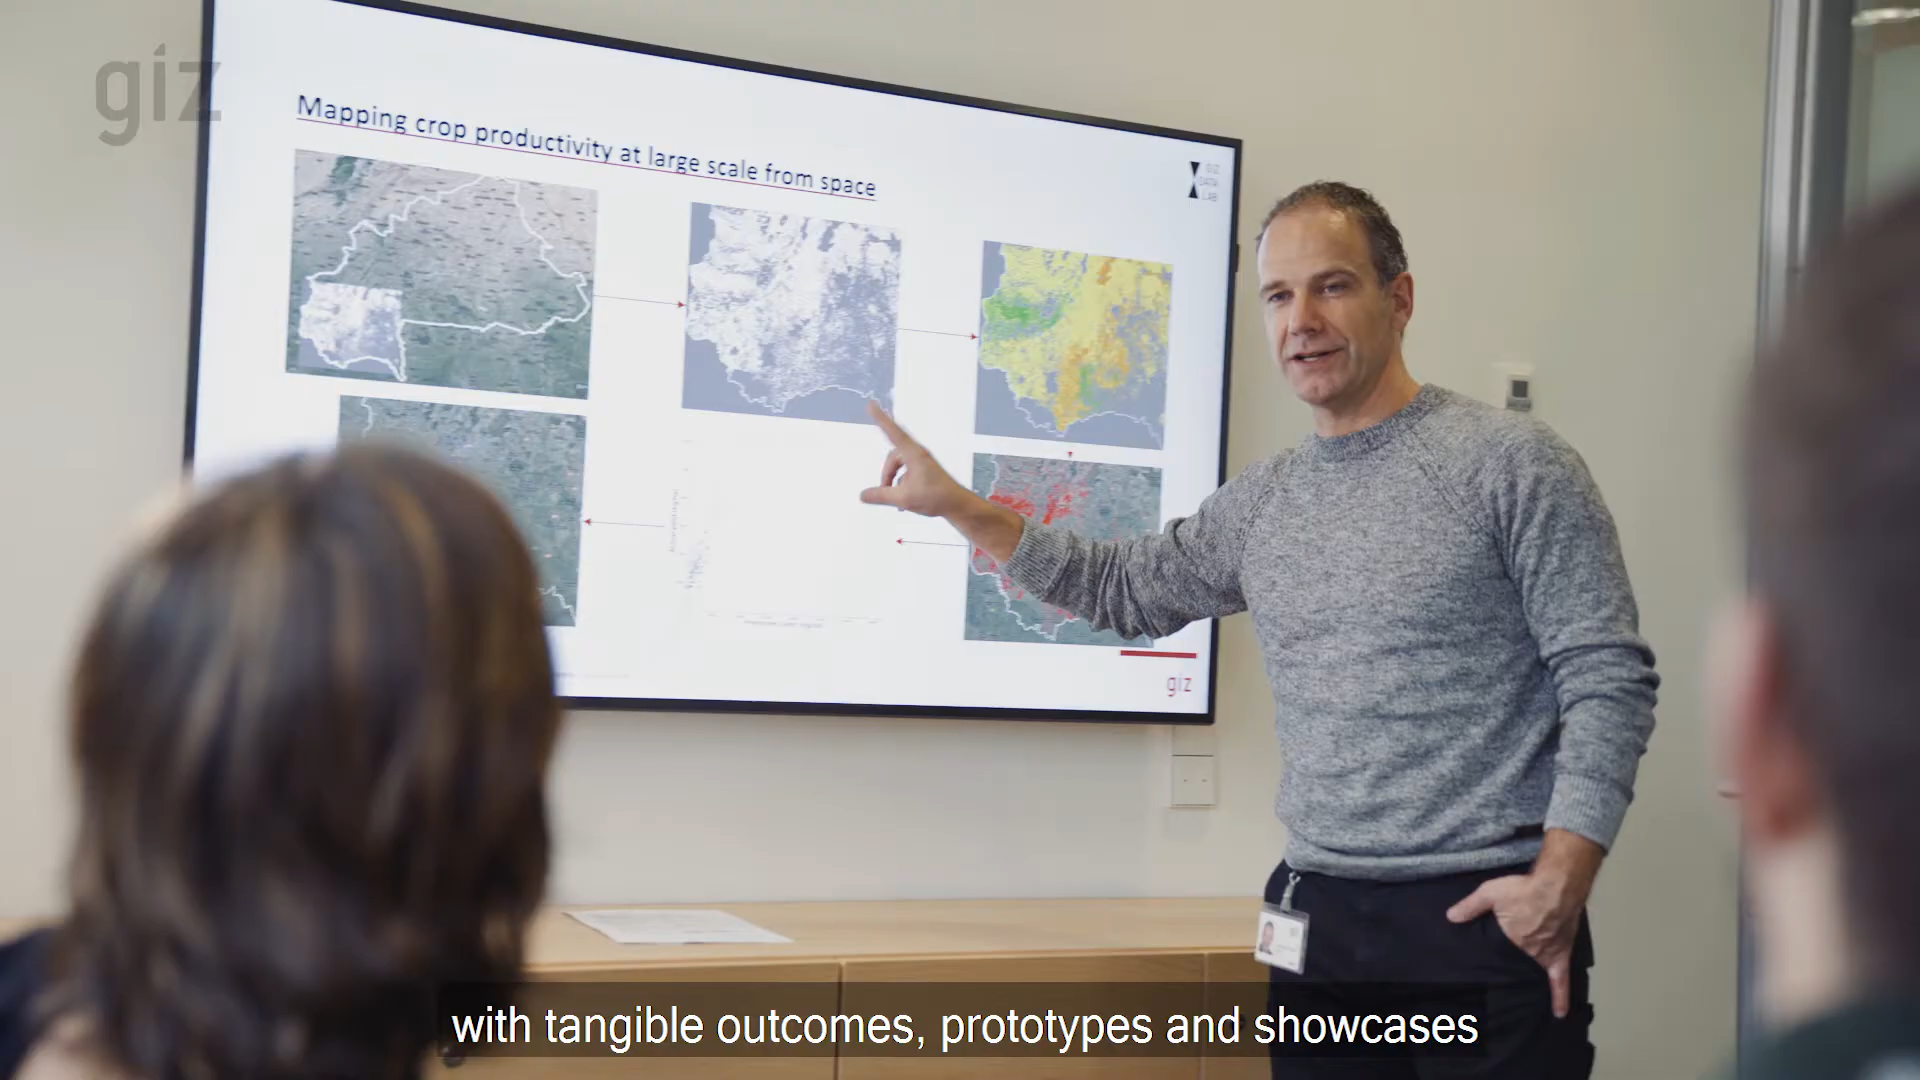 giz
Mapping crop productivity at large scale from space
GIZ
DATA
LAB
giz
with tangible outcomes, prototypes and showcases